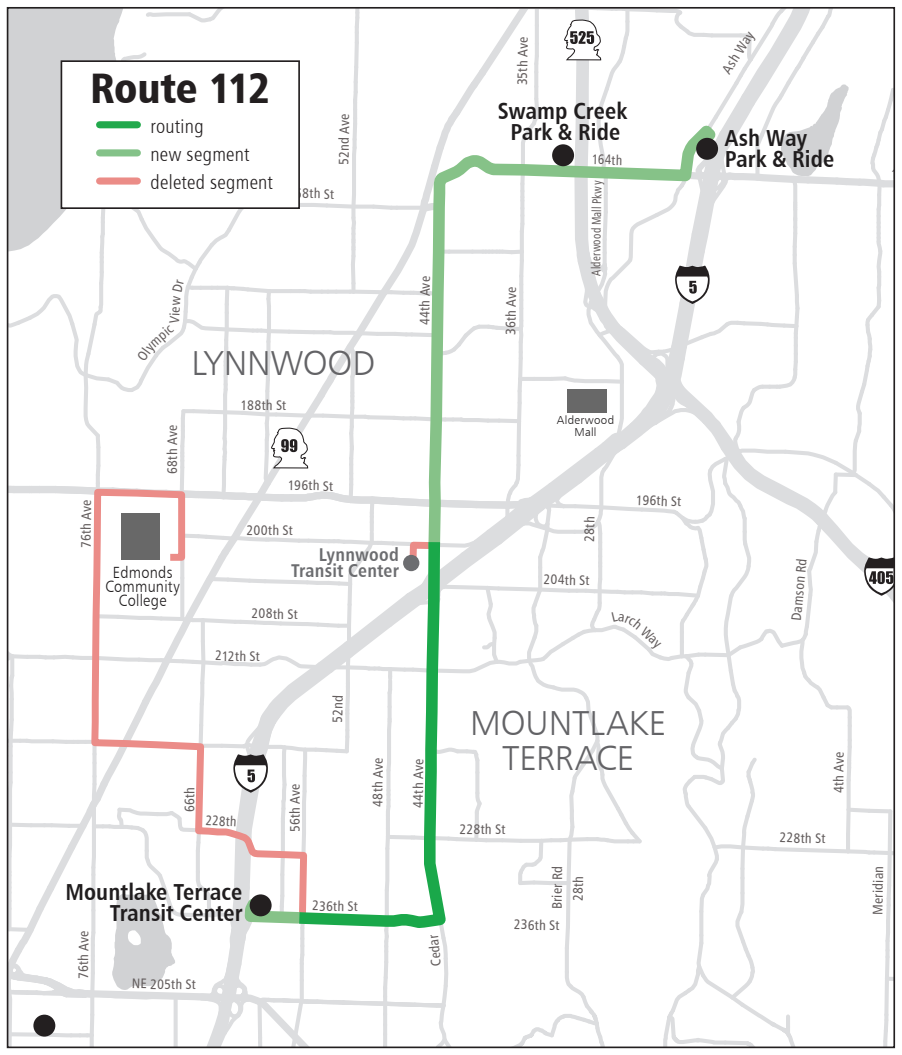 Route 112
routing
new segment
deleted segment
525
35th Ave
Ash Way
52nd Ave
Swamp Creek
Park & Ride
Ash Way
Park & Ride
164th
68th St
Alderwood Mall Pkwy
5
44th Ave
36th Ave
Olympic View Dr
LYNNWOOD
188th St
Alderwood
Mall
68th Ave
99
196th St
196th St
76th Ave
200th St
28th
Lynnwood
Transit Center
Edmonds
Community
College
204th St
405
Damson Rd
208th St
Larch Way
212th St
52nd
MOUNTLAKE
TERRACE
5
66th
56th Ave
48th Ave
44th Ave
4th Ave
228th
228th St
228th St
Mountlake Terrace
Transit Center
236th St
Brier Rd
28th
Meridian
236th St
76th Ave
Cedar
NE 205th St